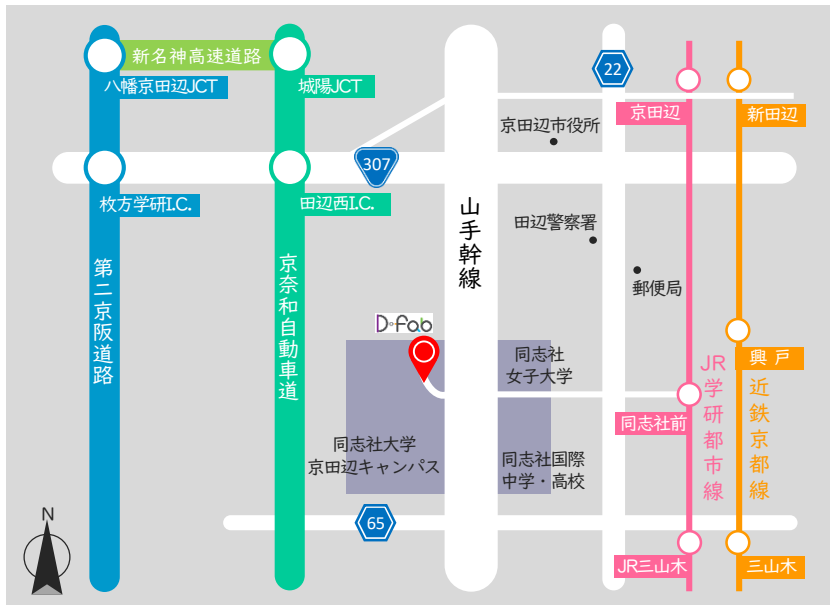 新名神高速道路
22
八幡京田辺JCT
城陽JCT
京田辺
新田辺
京田辺市役所
307
枚方学研I.C.
田辺西I.C.
山手幹線
田辺警察署
第二京阪道路
京奈和自動車道
郵便局
D-Fab
同志社
女子大学
興戸
JR学研都市線
近鉄京都線
同志社前
同志社大学
京田辺キャンパス
同志社国際
中学・高校
N
65
JR三山木
三山木